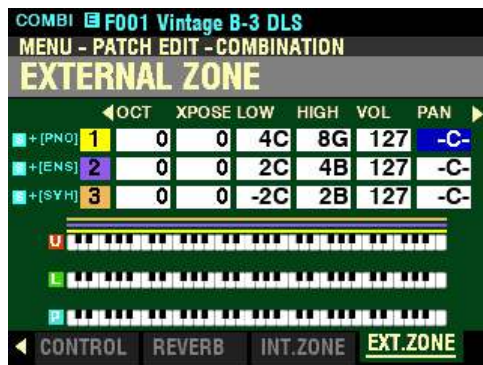 COMBI E F001 Vintage B-3 DLS
MENU - PATCH EDIT - COMBINATION
EXTERNAL ZONE
OCT XPOSE LOW HIGH VOL PAN
S + [PNO] 1 0 0 4C 8G 127 -C-
S + [ENS] 2 0 0 2C 4B 127 -C-
S + [SYH] 3 0 0 -2C 2B 127 -C-
U
L
P
CONTROL REVERB INT.ZONE EXT.ZONE